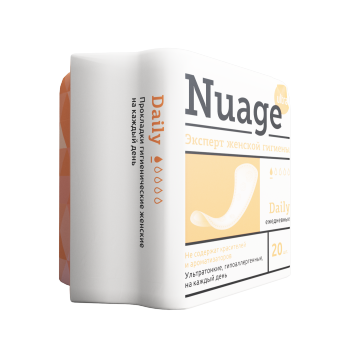 Daily
Прокладки гигиенические женские
на каждый день
Nuage
Эксперт женской гигиены
Daily
ежедневные
20
Не содержат красителей
и ароматизаторов
Ультратонкие, гипоаллергенные,
на каждый день